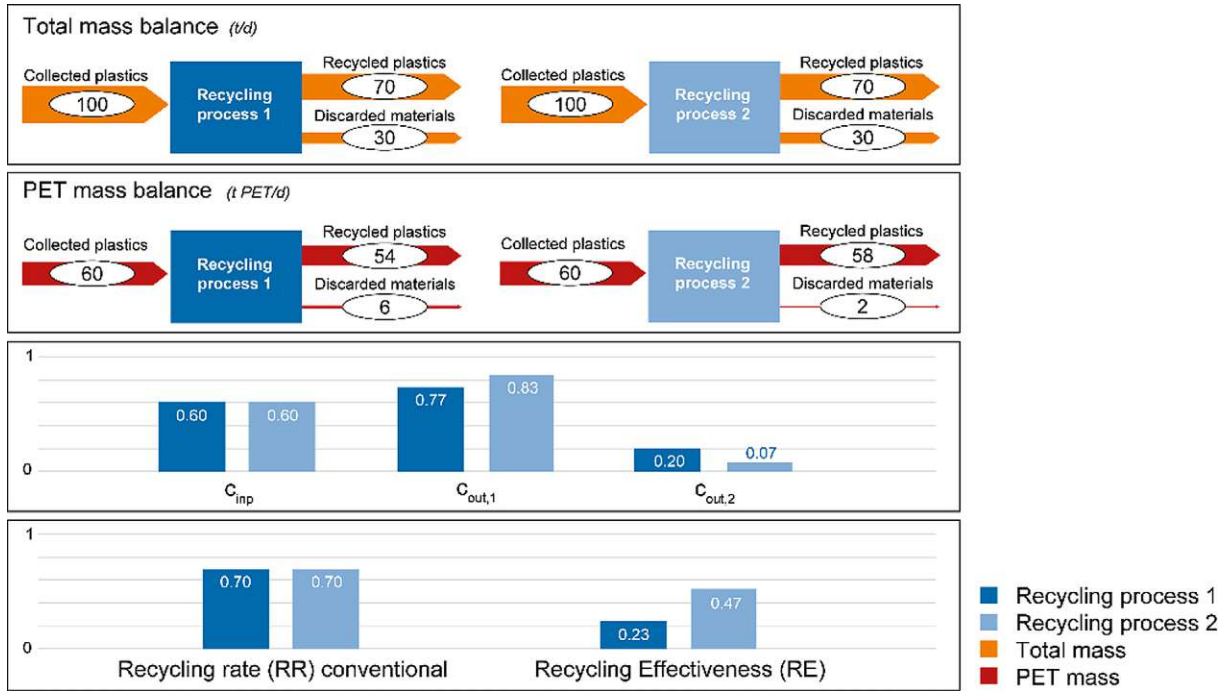 Total mass balance (t/d)
Collected plastics
100
Recycling process 1
Recycled plastics
70
Discarded materials
30
Collected plastics
100
Recycling process 2
Recycled plastics
70
Discarded materials
30
PET mass balance (t PET/d)
Collected plastics
60
Recycling process 1
Recycled plastics
54
Discarded materials
6
Collected plastics
60
Recycling process 2
Recycled plastics
58
Discarded materials
2
1
0.60 0.60 0.77 0.83 0.20 0.07
0
Cinp Cout,1 Cout,2
1
0.70 0.70 0.23 0.47
0
Recycling rate (RR) conventional Recycling Effectiveness (RE)
Recycling process 1
Recycling process 2
Total mass
PET mass